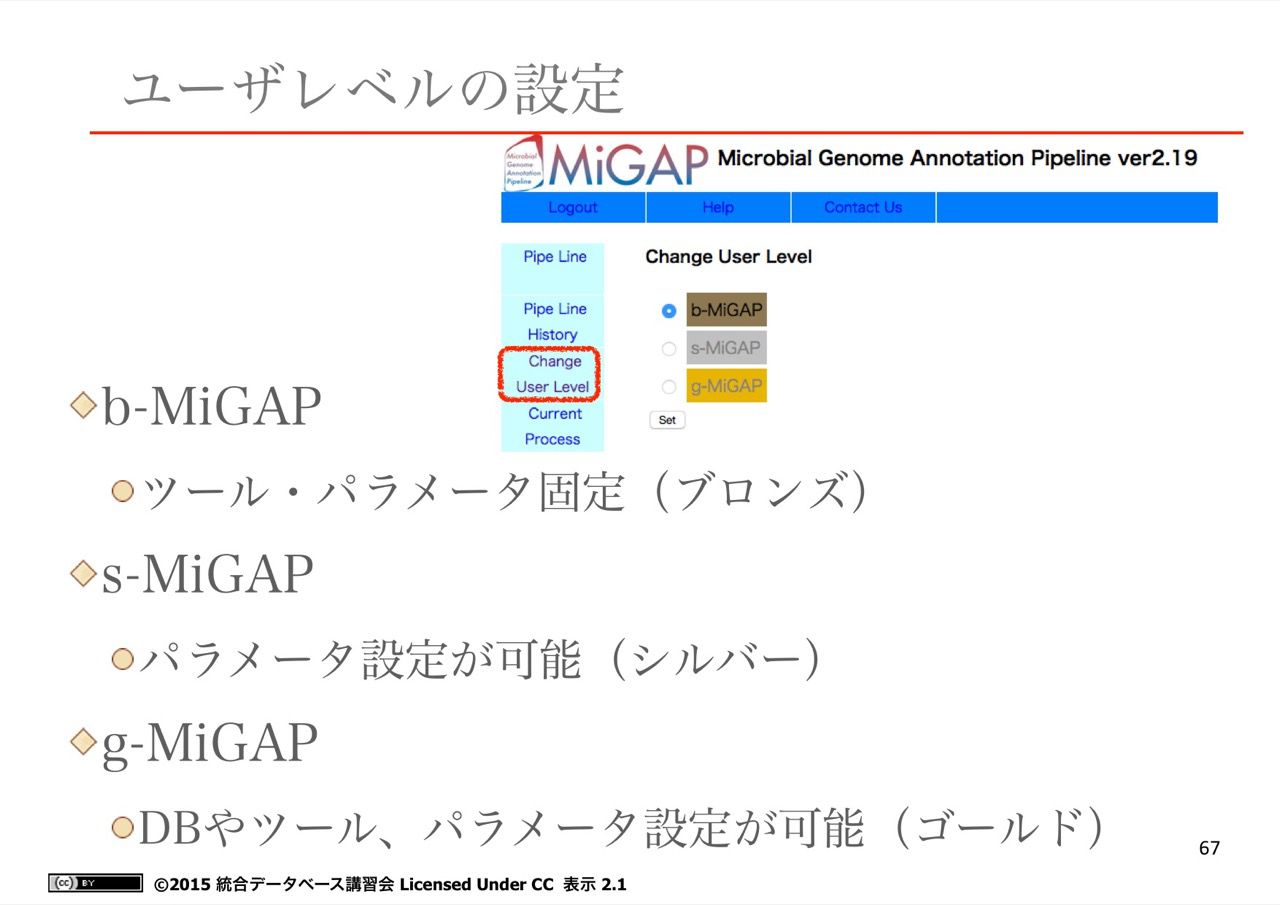 ユーザレベルの設定
Microbial
Genome
Annotation
Pipeline
MiGAP
Microbial Genome Annotation Pipeline ver2.19
Logout Help Contact Us
Pipe Line
Pipe Line
History
Change
User Level
Current
Process
Change User Level
b-MiGAP
s-MiGAP
g-MiGAP
Set
b-MiGAP
ツール・パラメータ固定（ブロンズ）
s-MiGAP
パラメータ設定が可能（シルバー）
g-MiGAP
DBやツール、パラメータ設定が可能（ゴールド）
67
cc BY
©2015 統合データベース講習会 Licensed Under CC 表示 2.1